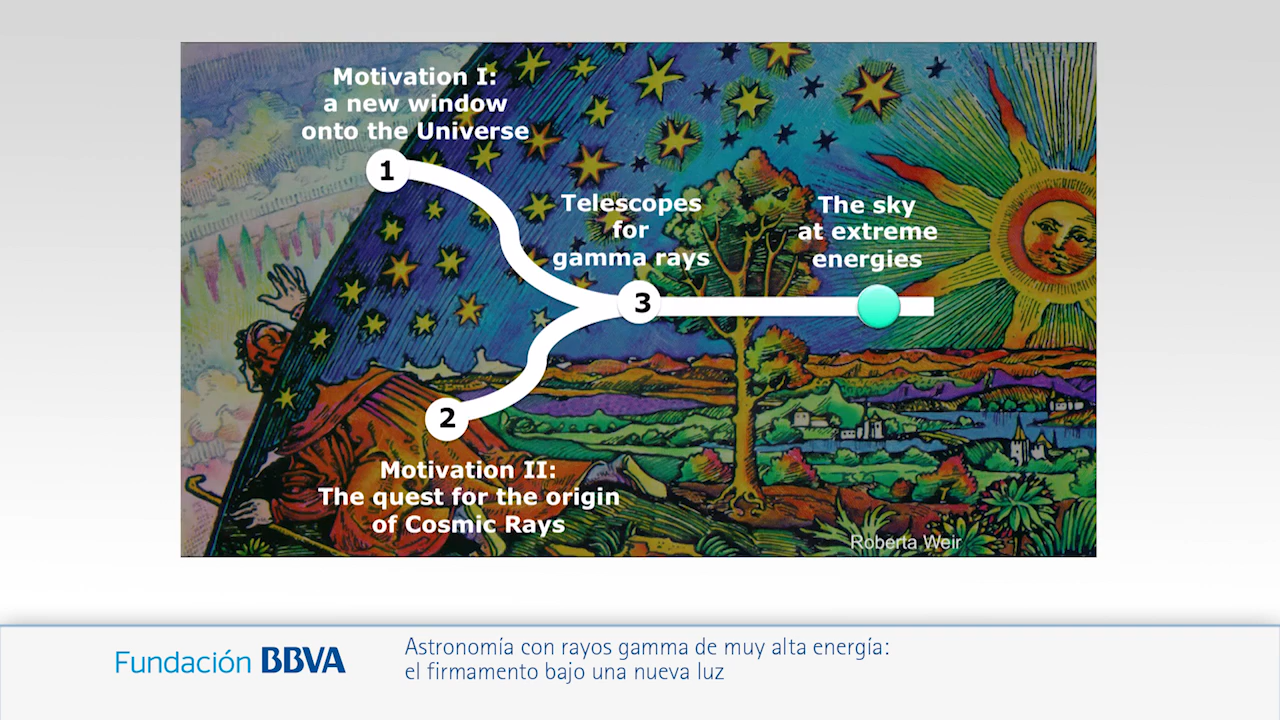 Motivation I:
a new window
onto the Universe
1
Telescopes
for
gamma rays
The sky
at extreme
energies
3
2
Motivation II:
The quest for the origin
of Cosmic Rays
Roberta Weir
Fundación BBVA
Astronomía con rayos gamma de muy alta energía:
el firmamento bajo una nueva luz